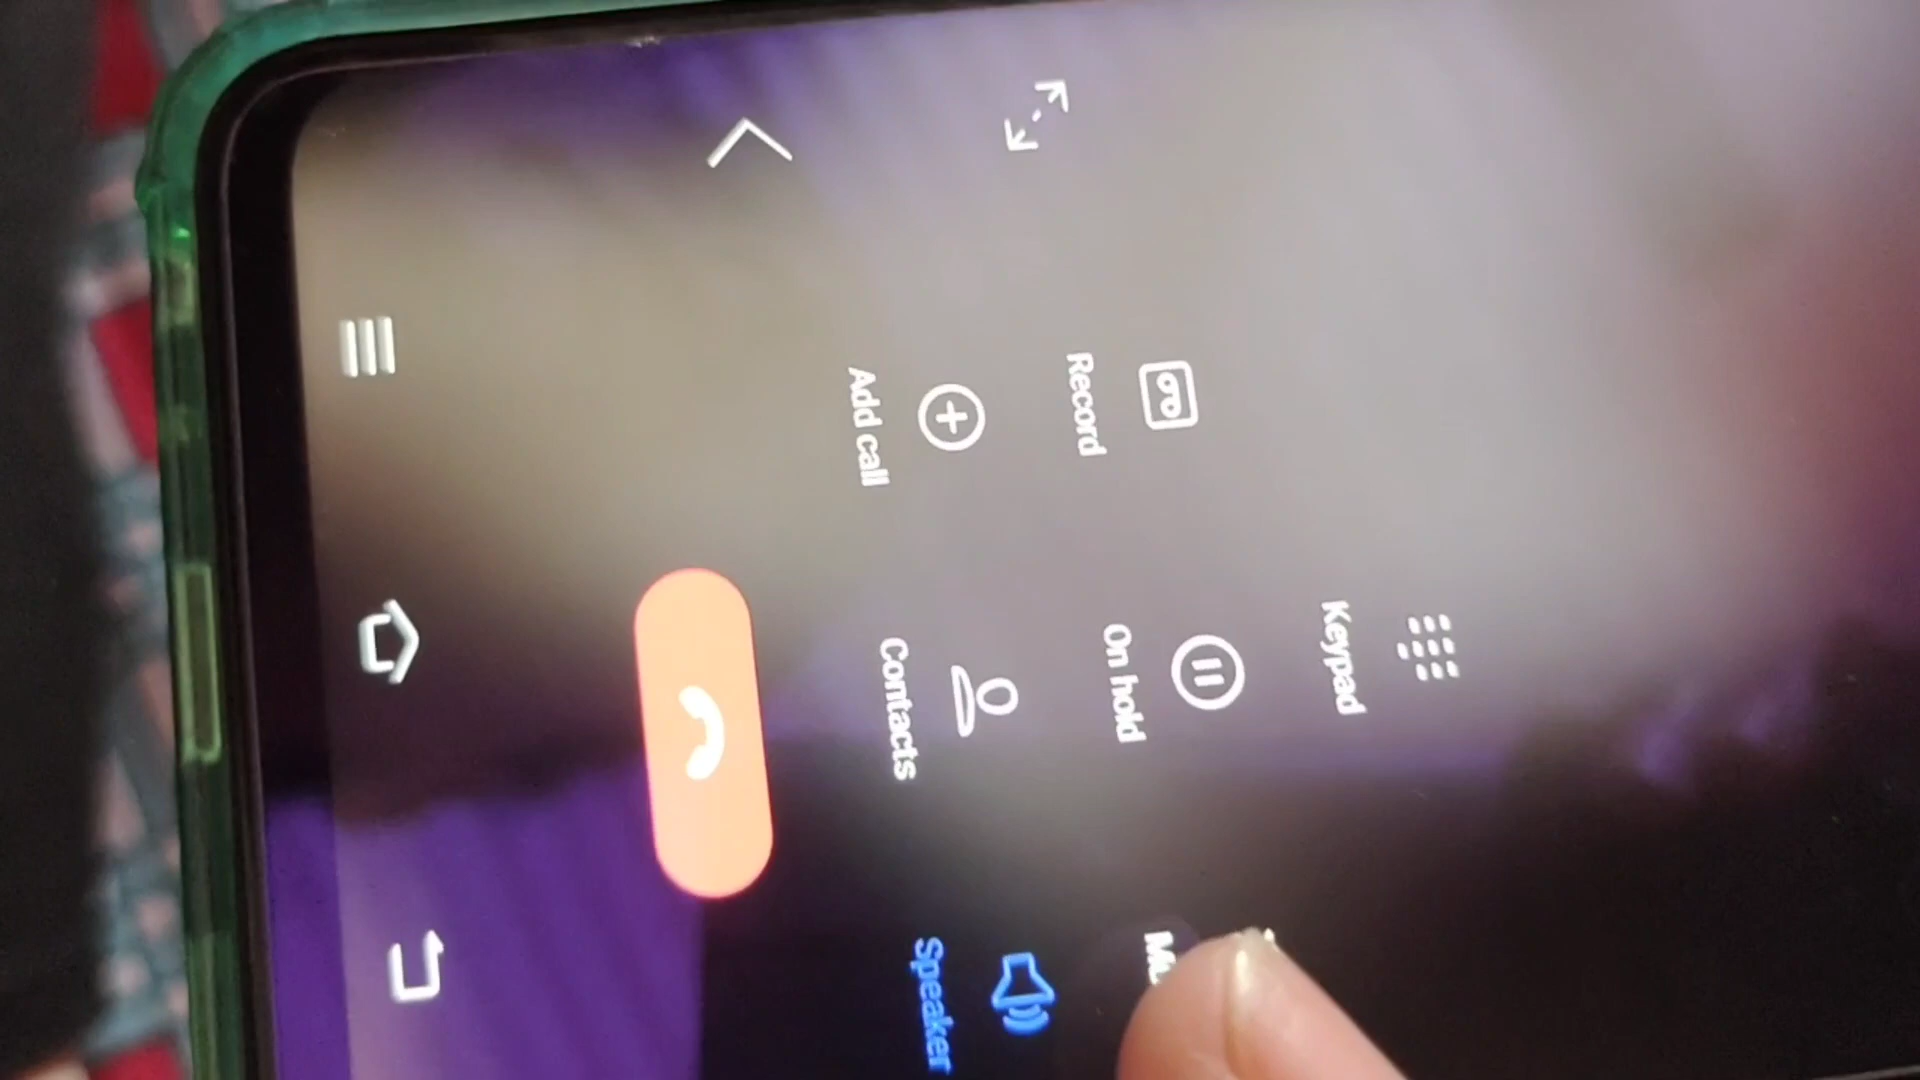 Keypad
Record
On hold
Add call
Contacts
Speaker